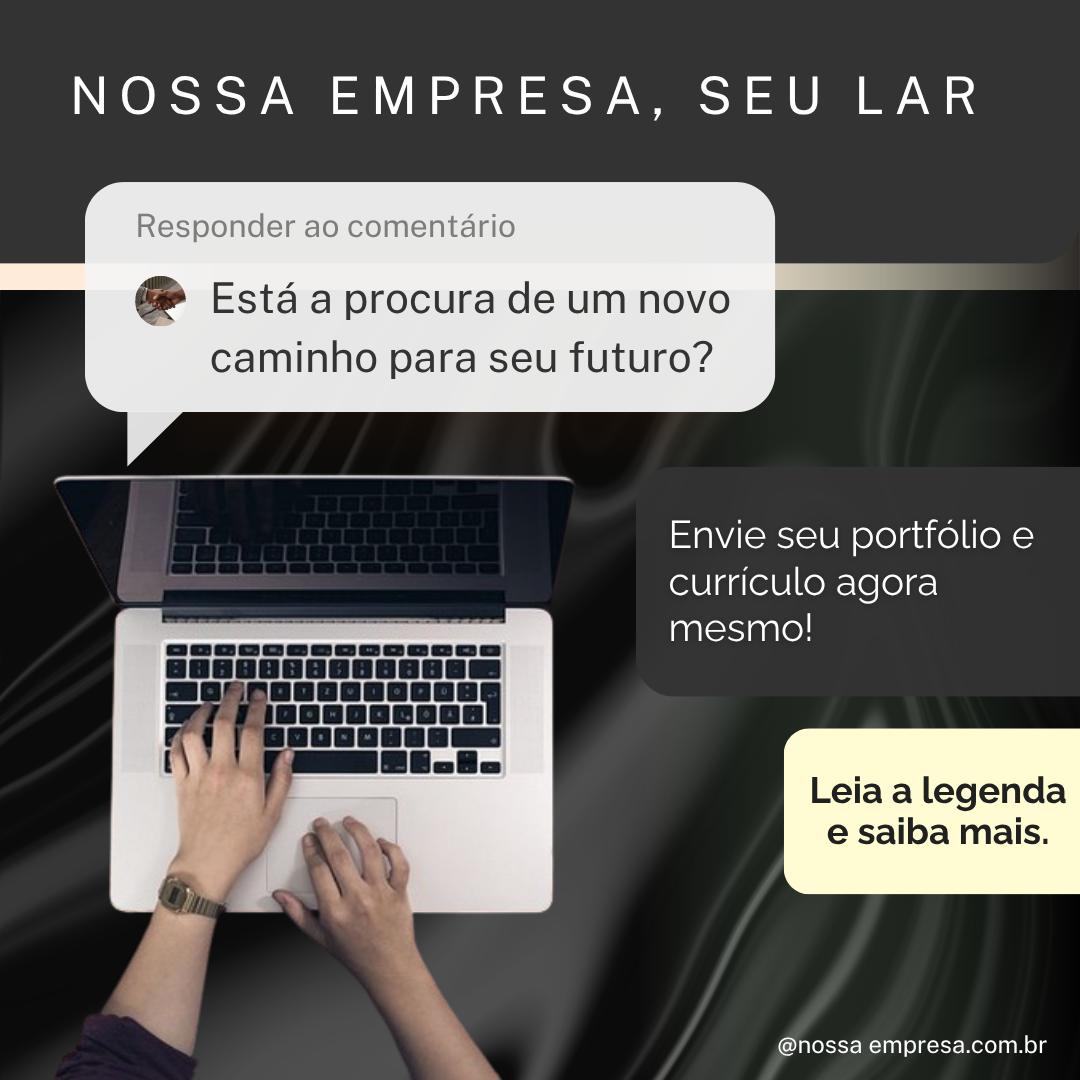 NOSSA EMPRESA, SEU LAR
Responder ao comentário
Está a procura de um novo
caminho para seu futuro?
Envie seu portfólio e
currículo agora
mesmo!
Leia a legenda
e saiba mais.
@nossa empresa.com.br